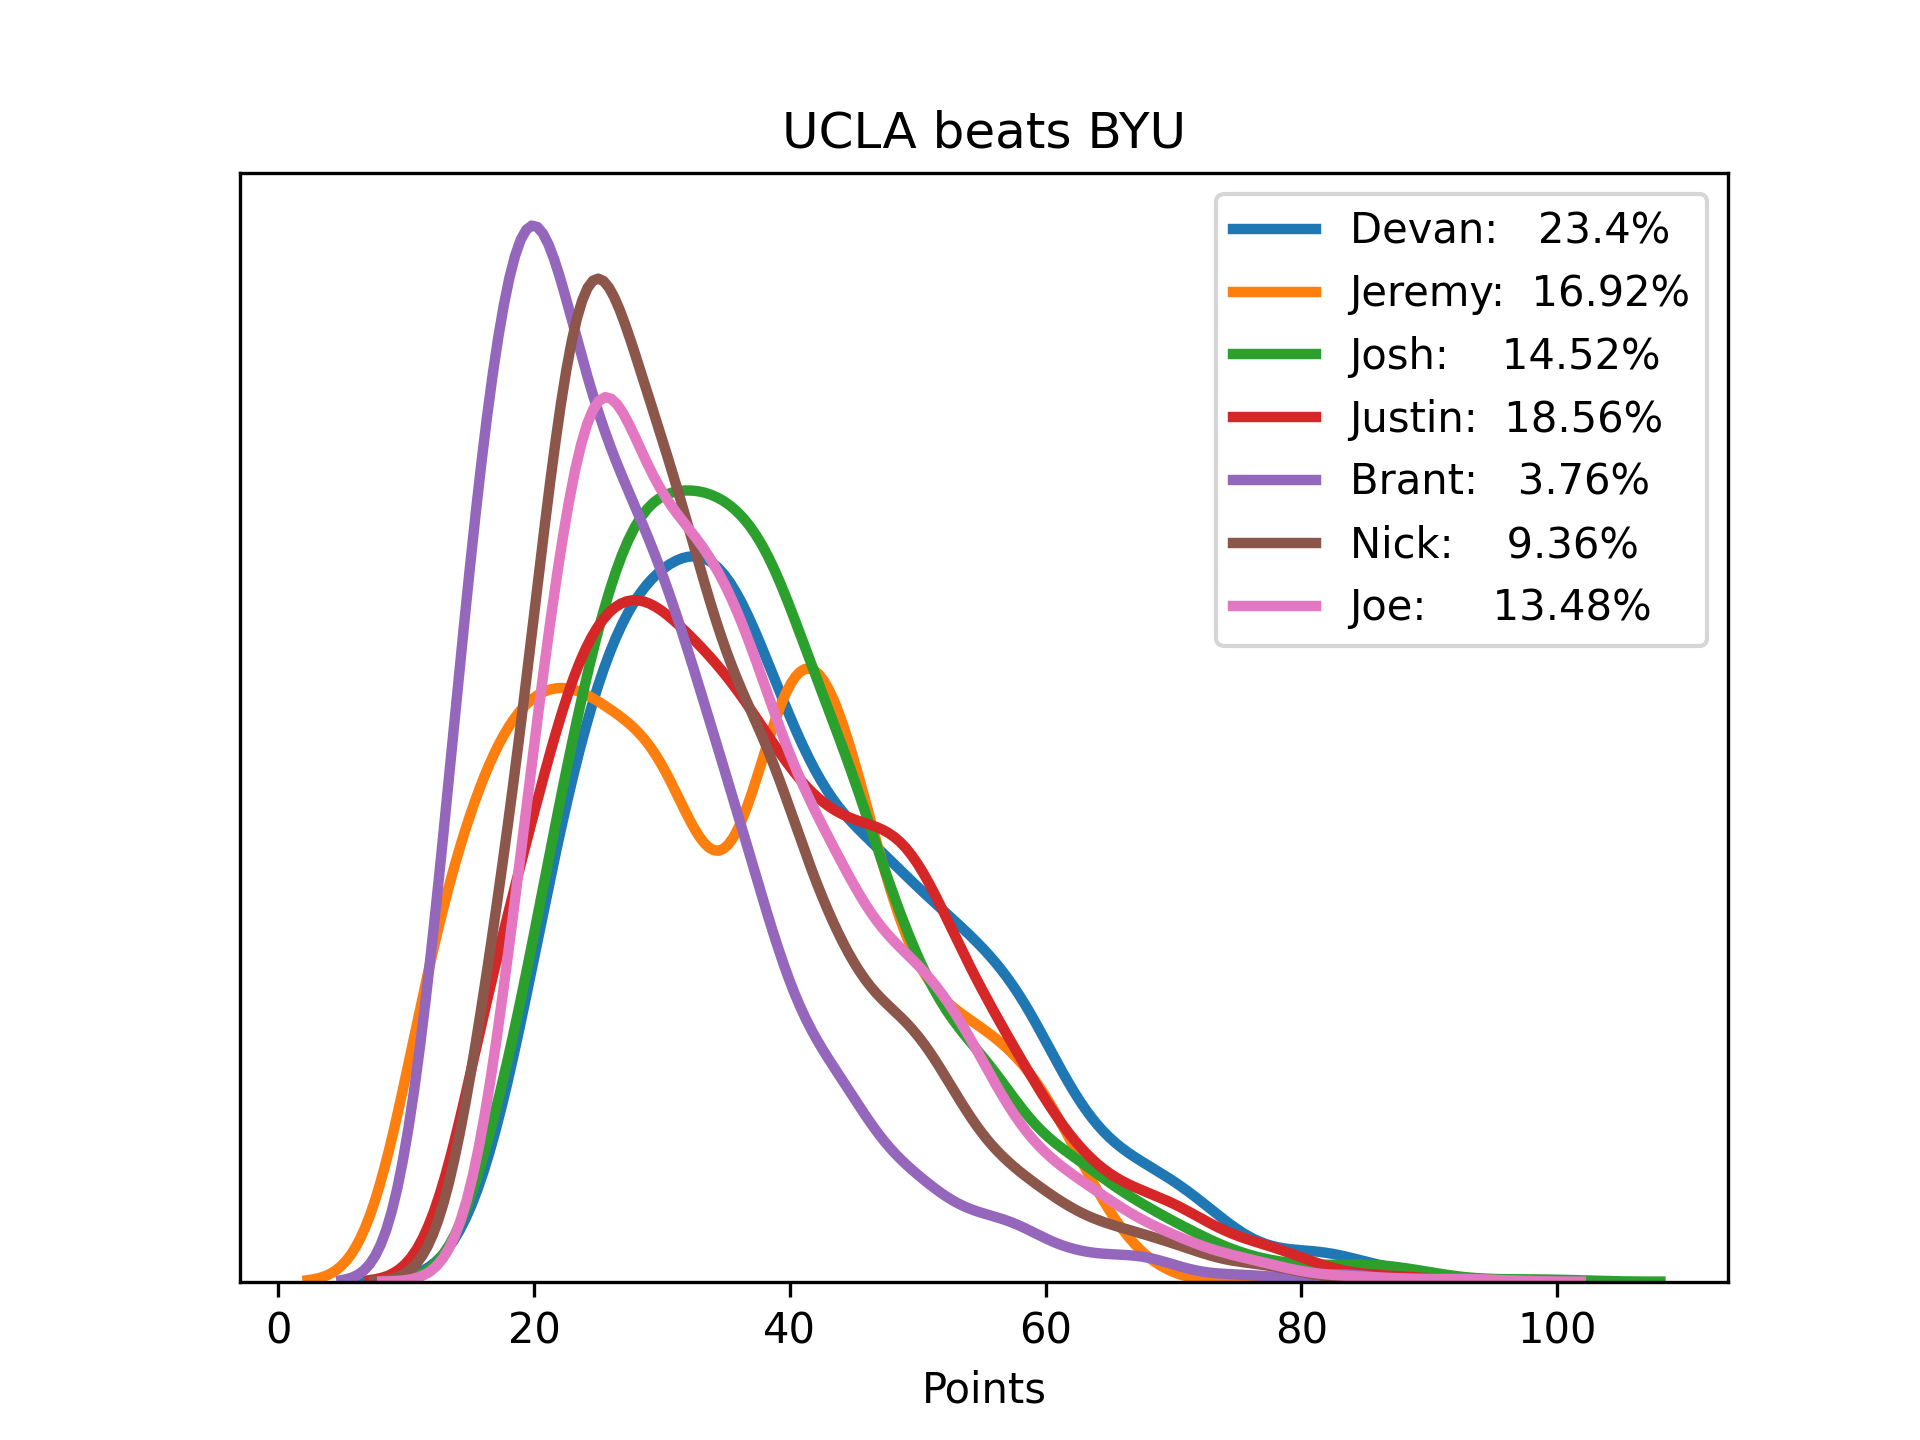 UCLA beats BYU
Devan: 23.4%
Jeremy: 16.92%
Josh: 14.52%
Justin: 18.56%
Brant: 3.76%
Nick: 9.36%
Joe: 13.48%
0 20 40 60 80 100
Points